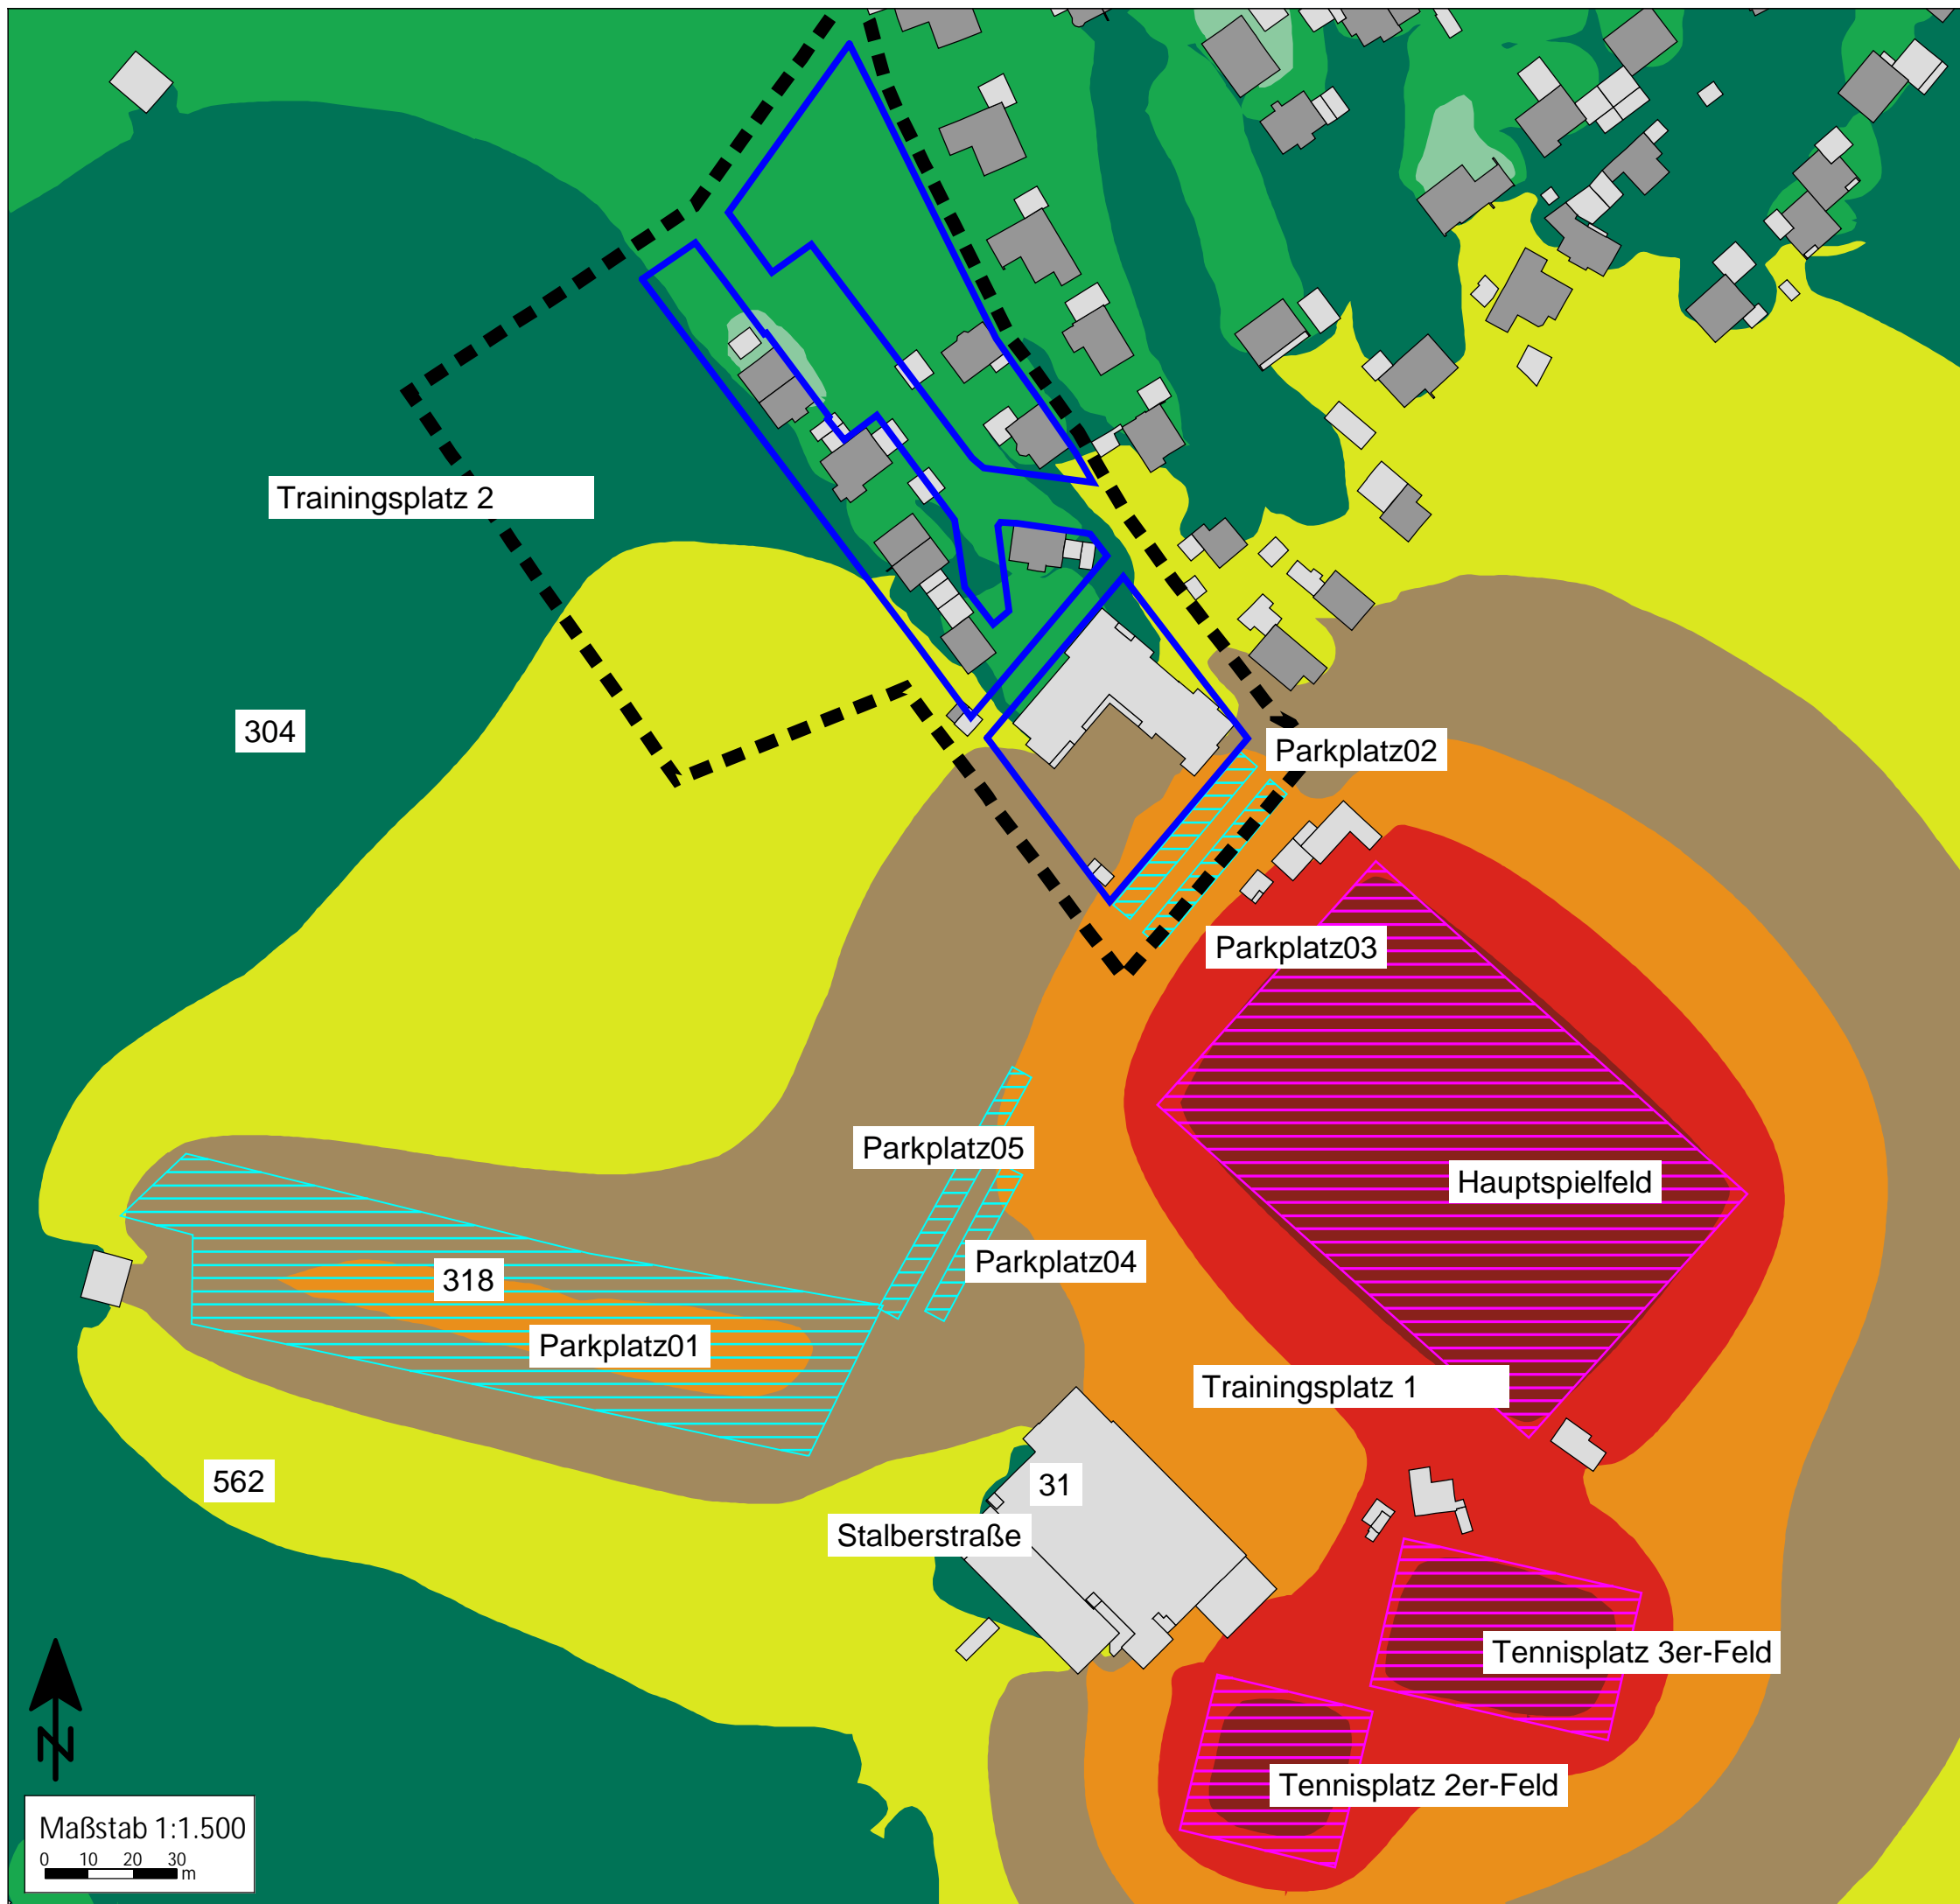 Trainingsplatz 2
304
Parkplatz02
Parkplatz03
Parkplatz05
Hauptspielfeld
Parkplatz04
318
Parkplatz01
Trainingsplatz 1
562
31
Stalberstraße
Tennisplatz 3er-Feld
Tennisplatz 2er-Feld
N
Maßstab 1:1.500
0 10 20 30
m